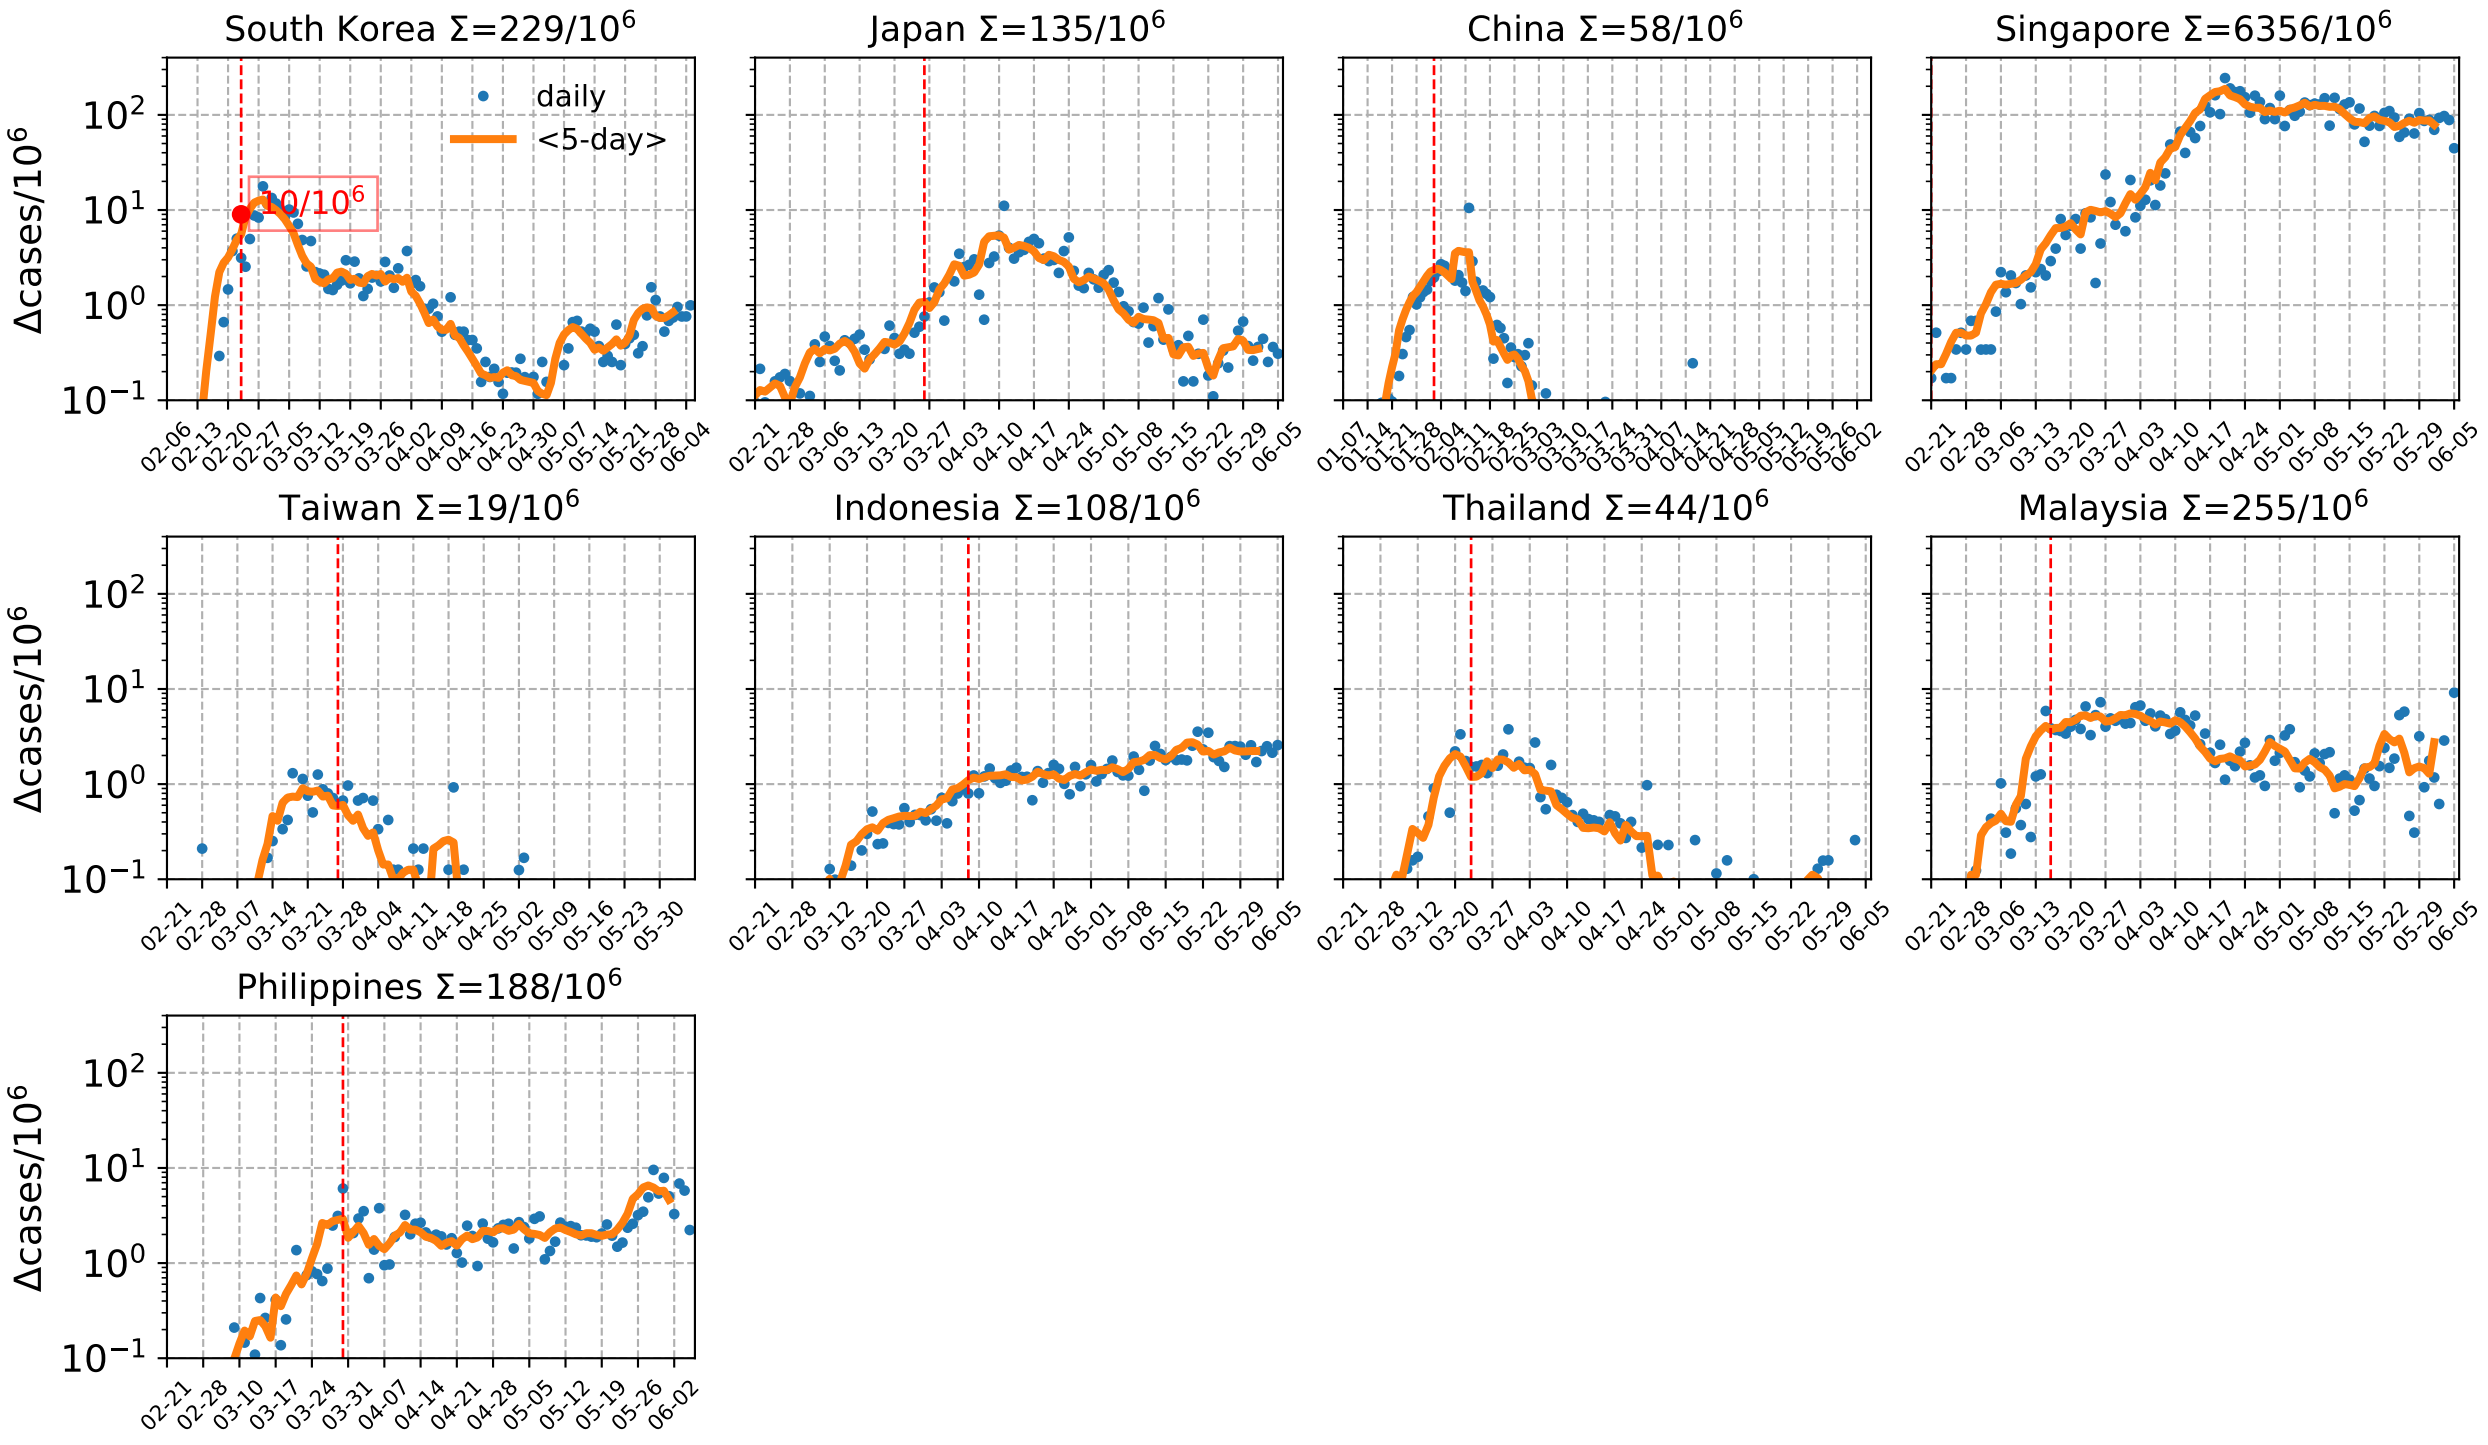 South Korea Σ=229/10⁶
Japan Σ=135/10⁶
China Σ=58/10⁶
Singapore Σ=6356/10⁶
Δcases/10⁶
10²
10¹
10⁰
10⁻¹
daily
<5-day>
10/10⁶
02-06 02-13 02-20 02-27 03-05 03-12 03-19 03-26 04-02 04-09 04-16 04-23 04-30 05-07 05-14 05-21 05-28 06-04
02-21 02-28 03-06 03-13 03-20 03-27 04-03 04-10 04-17 04-24 05-01 05-08 05-15 05-22 05-29 06-05
01-07 01-14 01-21 01-28 02-04 02-11 02-18 02-25 03-03 03-10 03-17 03-24 03-31 04-07 04-14 04-21 04-28 05-05 05-12 05-19 05-26 06-02
02-21 02-28 03-06 03-13 03-20 03-27 04-03 04-10 04-17 04-24 05-01 05-08 05-15 05-22 05-29 06-05
Taiwan Σ=19/10⁶
Indonesia Σ=108/10⁶
Thailand Σ=44/10⁶
Malaysia Σ=255/10⁶
Δcases/10⁶
10²
10¹
10⁰
10⁻¹
02-21 02-28 03-07 03-14 03-21 03-28 04-04 04-11 04-18 04-25 05-02 05-09 05-16 05-23 05-30
02-21 02-28 03-12 03-20 03-27 04-03 04-10 04-17 04-24 05-01 05-08 05-15 05-22 05-29 06-05
02-21 02-28 03-12 03-20 03-27 04-03 04-10 04-17 04-24 05-01 05-08 05-15 05-22 05-29 06-05
02-21 02-28 03-06 03-13 03-20 03-27 04-03 04-10 04-17 04-24 05-01 05-08 05-15 05-22 05-29 06-05
Philippines Σ=188/10⁶
Δcases/10⁶
10²
10¹
10⁰
10⁻¹
02-21 02-28 03-10 03-17 03-24 03-31 04-07 04-14 04-21 04-28 05-05 05-12 05-19 05-26 06-02